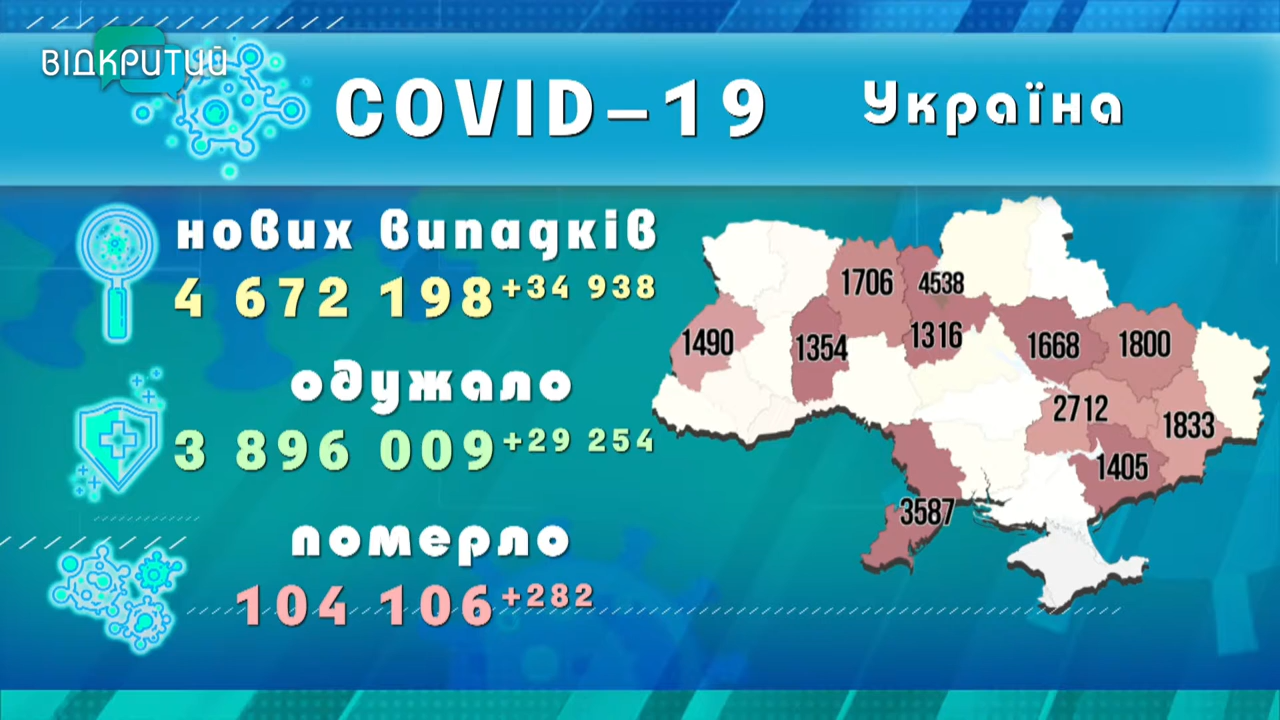 ВІДКРИТИЙ
COVID-19 Україна
нових випадків
4 672 198 +34 938
одужало
3 896 009 +29 254
померло
104 106 +282
1706
4538
1490
1354
1316
1668
1800
2712
1833
1405
3587